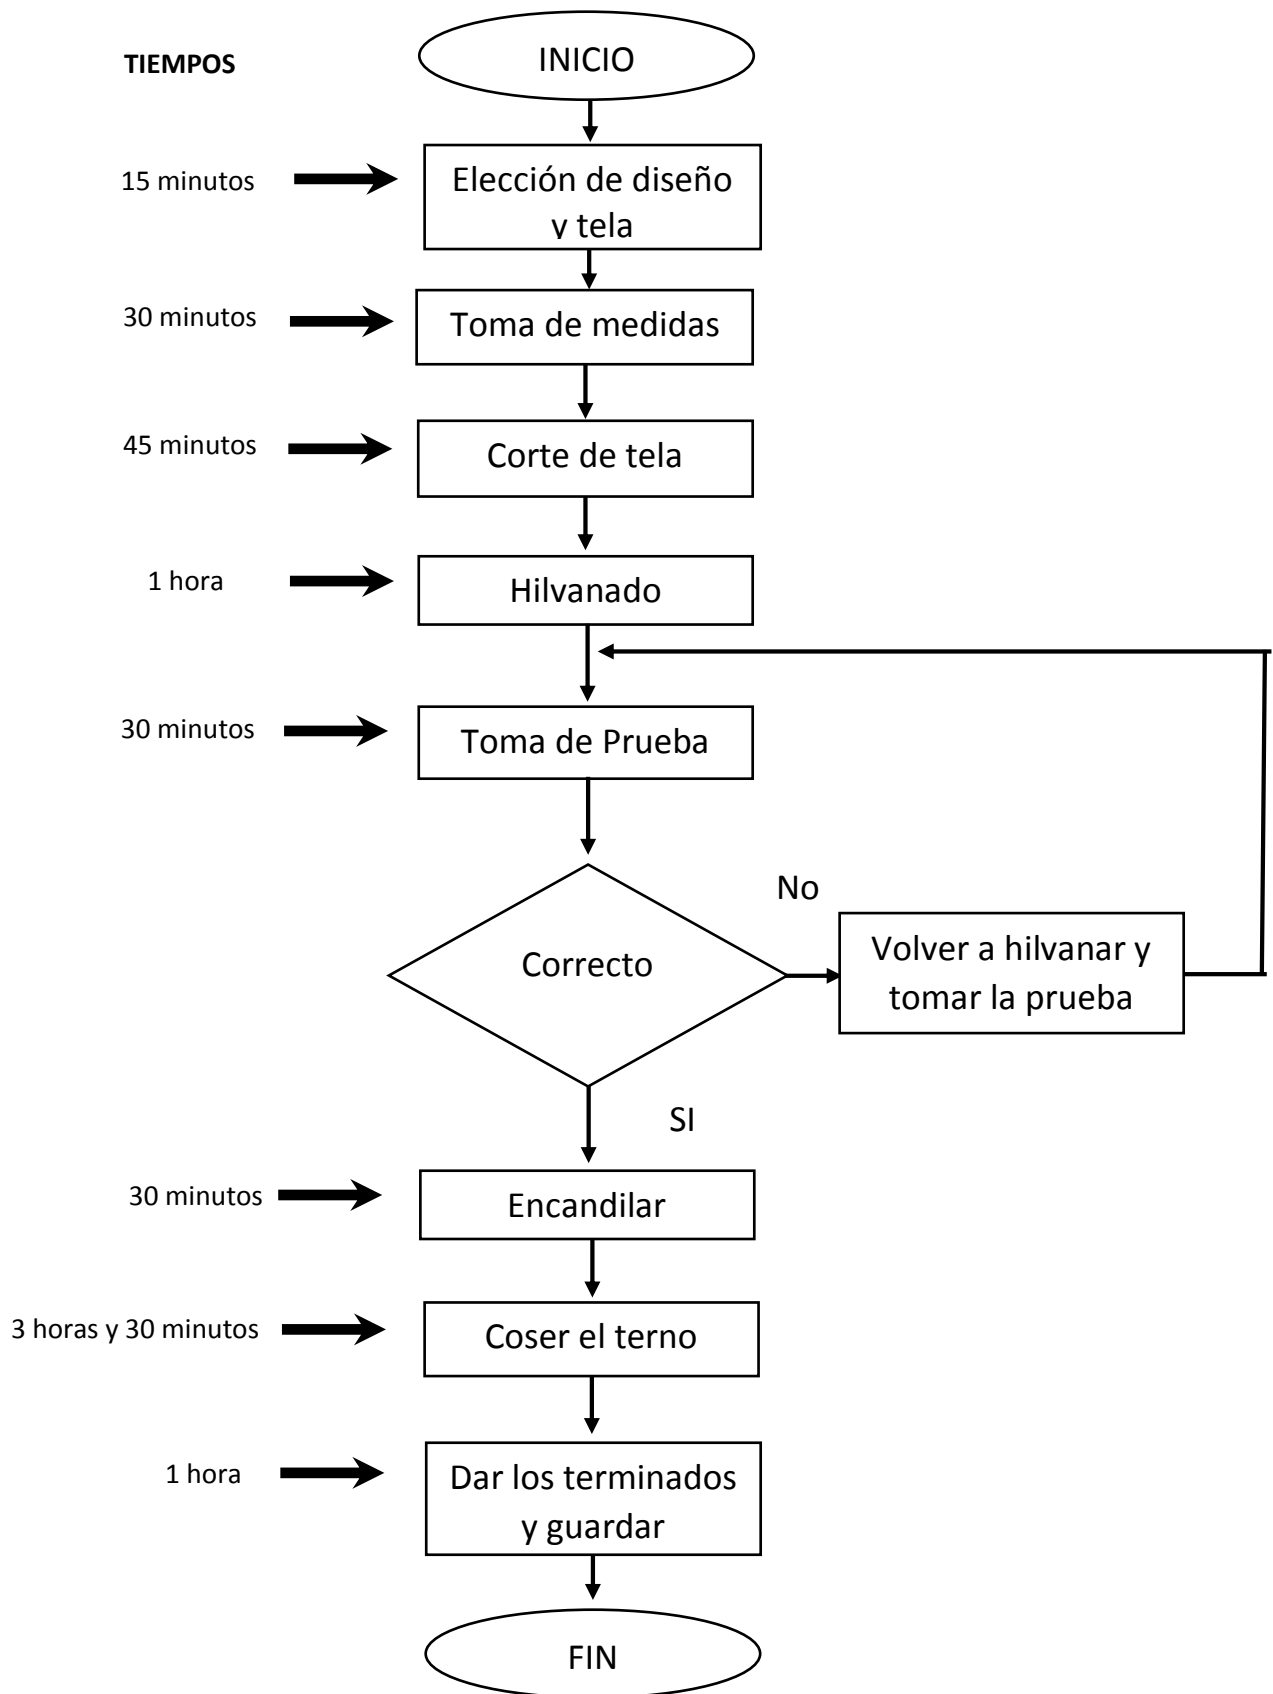 TIEMPOS
INICIO
15 minutos
Elección de diseño
y tela
30 minutos
Toma de medidas
45 minutos
Corte de tela
1 hora
Hilvanado
30 minutos
Toma de Prueba
No
Correcto
Volver a hilvanar y
tomar la prueba
SI
30 minutos
Encandilar
3 horas y 30 minutos
Coser el terno
1 hora
Dar los terminados
y guardar
FIN